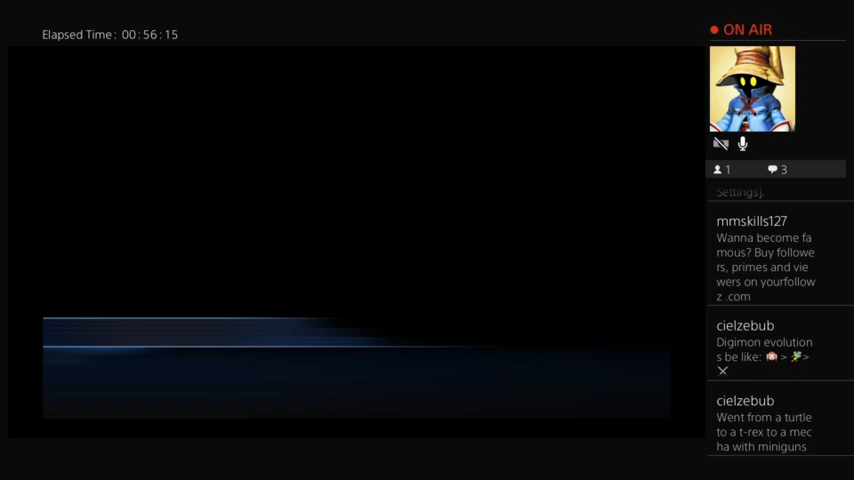 Elapsed Time: 00:56:15
ON AIR
1
3
Settings].
mmskills127
Wanna become fa
mous? Buy followe
rs, primes and vie
wers on yourfollow
z .com
cielzebub
Digimon evolution
s be like: 🐵 > 🧚 >
⚔
cielzebub
Went from a turtle
to a t-rex to a mec
ha with miniguns